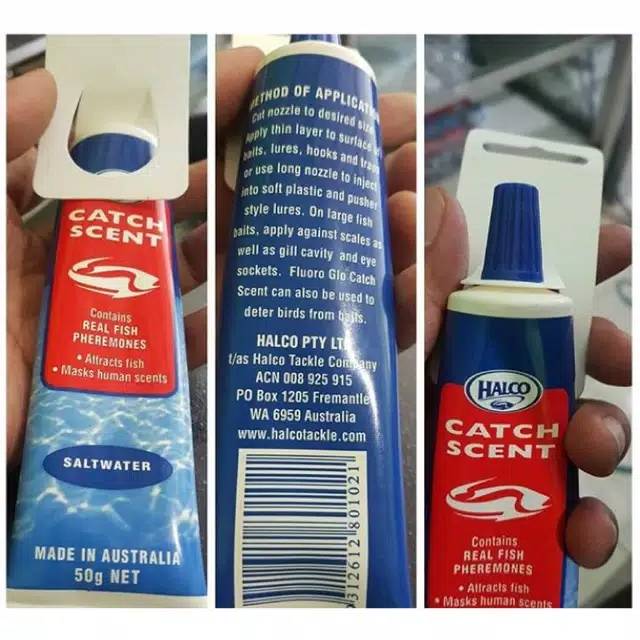 CATCH
SCENT
Contains
REAL FISH
PHEREMONES
• Attracts fish
• Masks human scents
SALTWATER
MADE IN AUSTRALIA
50g NET
METHOD OF APPLICATION
Cut nozzle to desired size
Apply thin layer to surface of
baits, lures, hooks and traps
or use long nozzle to inject
into soft plastic and pusher
style lures. On large fish
baits, apply against scales as
well as gill cavity and eye
sockets. Fluoro Glo Catch
Scent can also be used to
deter birds from baits.
HALCO PTY LTD
t/as Halco Tackle Company
ACN 008 925 915
PO Box 1205 Fremantle
WA 6959 Australia
www.halcotackle.com
312612 801021
HALCO
CATCH
SCENT
Contains
REAL FISH
PHEREMONES
• Attracts fish
• Masks human scents